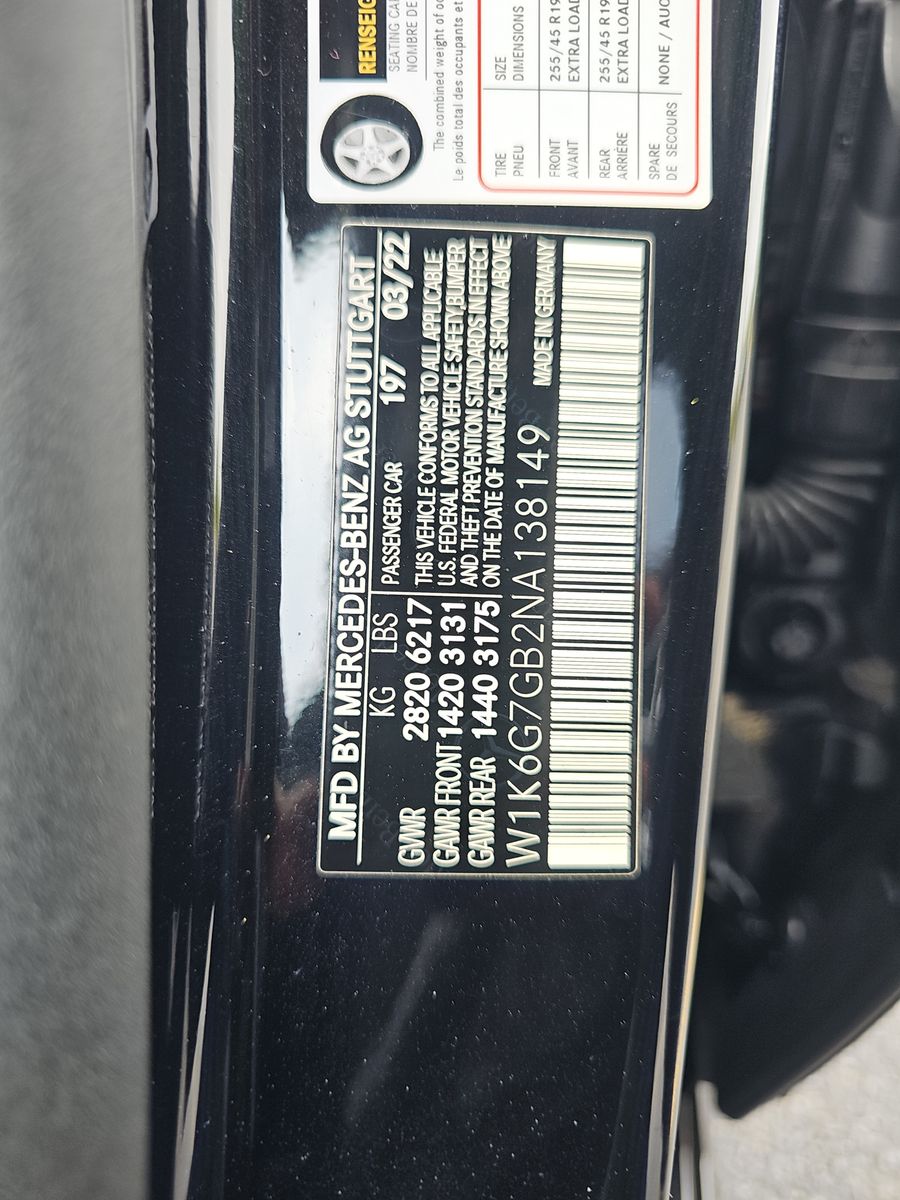 MFD BY MERCEDES-BENZ AG STUTTGART
KG LBS
197 03/22
PASSENGER CAR
GVWR 2820 6217
GAWR FRONT 1420 3131
GAWR REAR 1440 3175
THIS VEHICLE CONFORMS TO ALL APPLICABLE
U.S. FEDERAL MOTOR VEHICLE SAFETY,BUMPER
AND THEFT PREVENTION STANDARDS IN EFFECT
ON THE DATE OF MANUFACTURE SHOWN ABOVE
W1K6G7GB2NA138149
MADE IN GERMANY
RENSEIG
SEATING CA
NOMBRE DE
The combined weight of oc
Le poids total des occupants et
TIRE SIZE
PNEU DIMENSIONS
FRONT 255/45 R19
AVANT EXTRA LOAD
REAR 255/45 R19
ARRIÈRE EXTRA LOAD
SPARE NONE / AUC
DE SECOURS